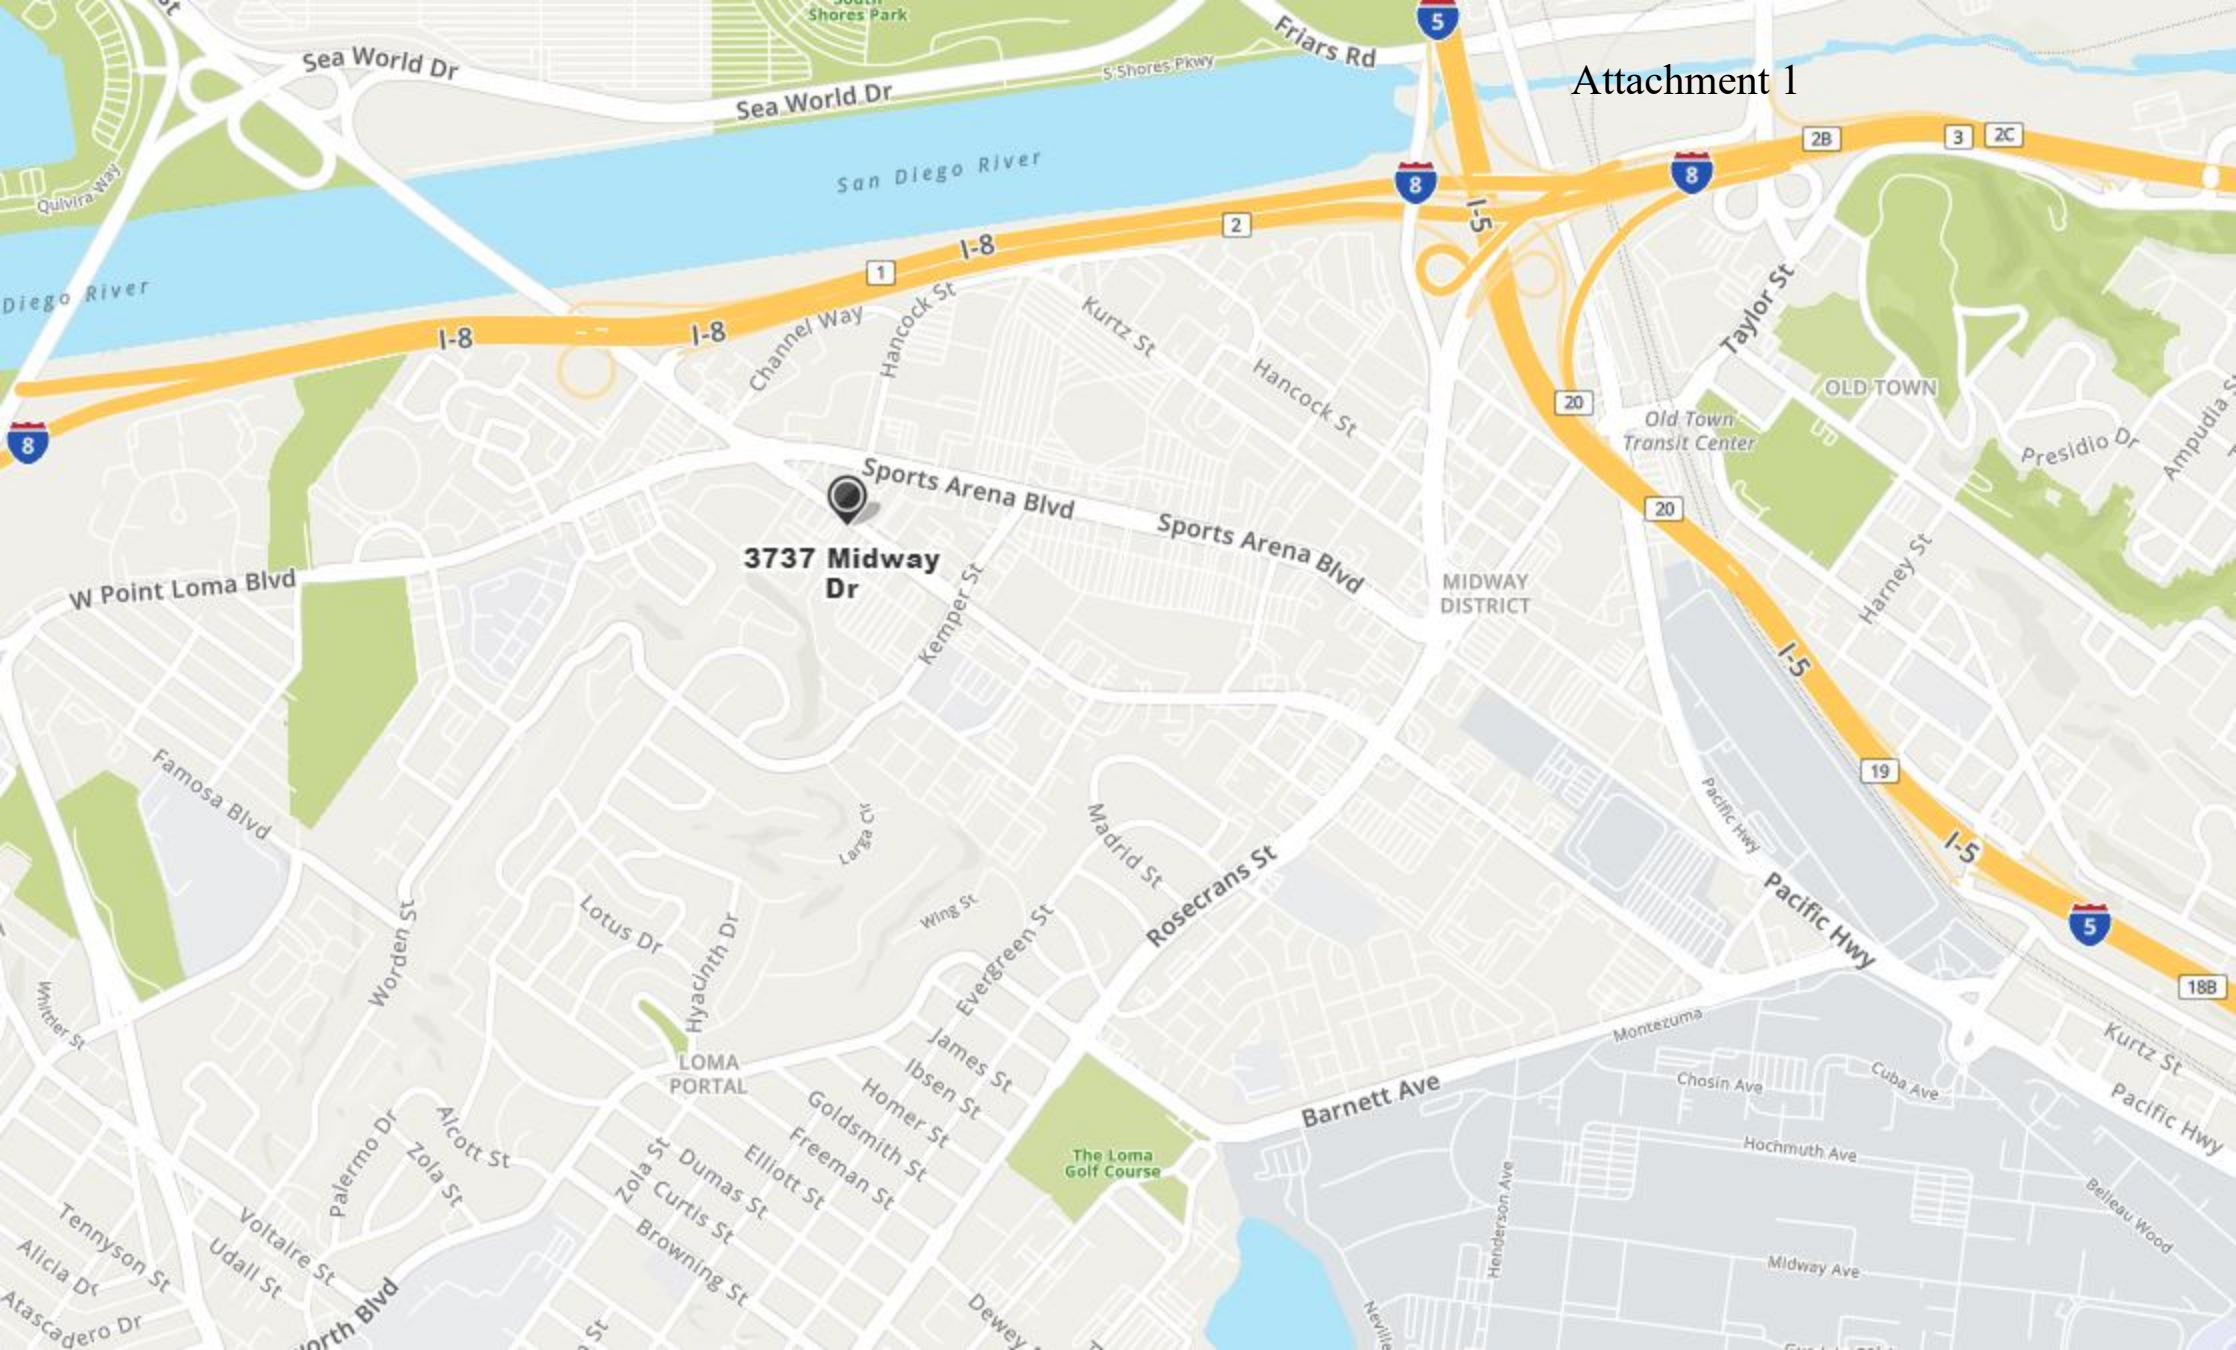 South
Shores Park
Sea World Dr
Sea World Dr
S Shores Pkwy
Friars Rd
5
Attachment 1
2B
3
2C
Quivira Way
San Diego River
8
8
I-5
2
I-8
1
Diego River
I-8
I-8
Channel Way
Hancock St
Kurtz St
Hancock St
Taylor St
OLD TOWN
20
Old Town
Transit Center
Presidio Dr
Ampudia S
8
Sports Arena Blvd
Sports Arena Blvd
20
3737 Midway
Dr
W Point Loma Blvd
Kemper St
MIDWAY
DISTRICT
Harney St
I-5
Famosa Blvd
Larga Cir
Madrid St
Pacific Hwy
19
I-5
Rosecrans St
Pacific Hwy
5
Lotus Dr
Hyacinth Dr
Wing St
Evergreen St
Worden St
18B
Whittier St
Montezuma
Kurtz St
LOMA
PORTAL
James St
Ibsen St
Homer St
Goldsmith St
Freeman St
Elliott St
Dumas St
Curtis St
Browning St
Zola St
Barnett Ave
Chosin Ave
Cuba Ave
Pacific Hwy
Palermo Dr
Alcott St
Zola St
The Loma
Golf Course
Hochmuth Ave
Henderson Ave
Belleau Wood
Tennyson St
Voltaire St
Udall St
Alicia Dr
Atascadero Dr
Midway Ave
orth Blvd
St
Dewey
Neville